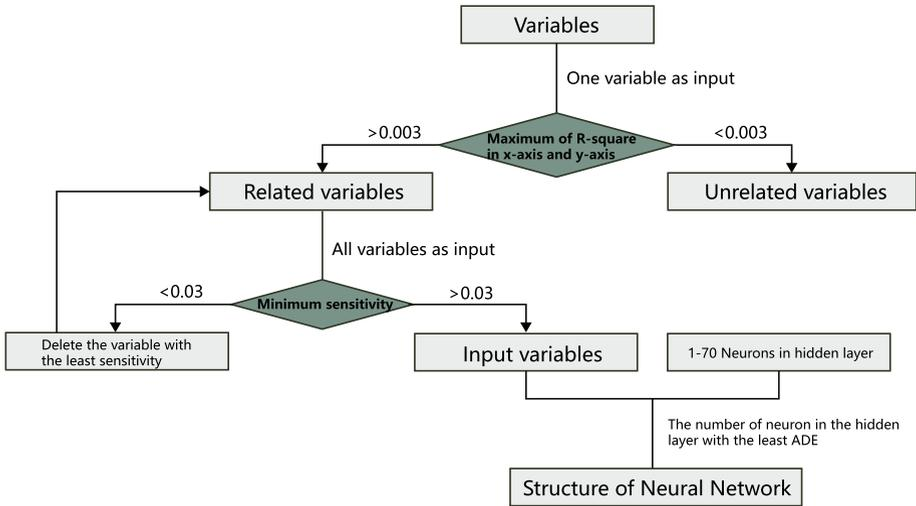 Variables
One variable as input
>0.003
Maximum of R-square
in x-axis and y-axis
<0.003
Related variables
Unrelated variables
All variables as input
<0.03
Minimum sensitivity
>0.03
Delete the variable with
the least sensitivity
Input variables
1-70 Neurons in hidden layer
The number of neuron in the hidden
layer with the least ADE
Structure of Neural Network